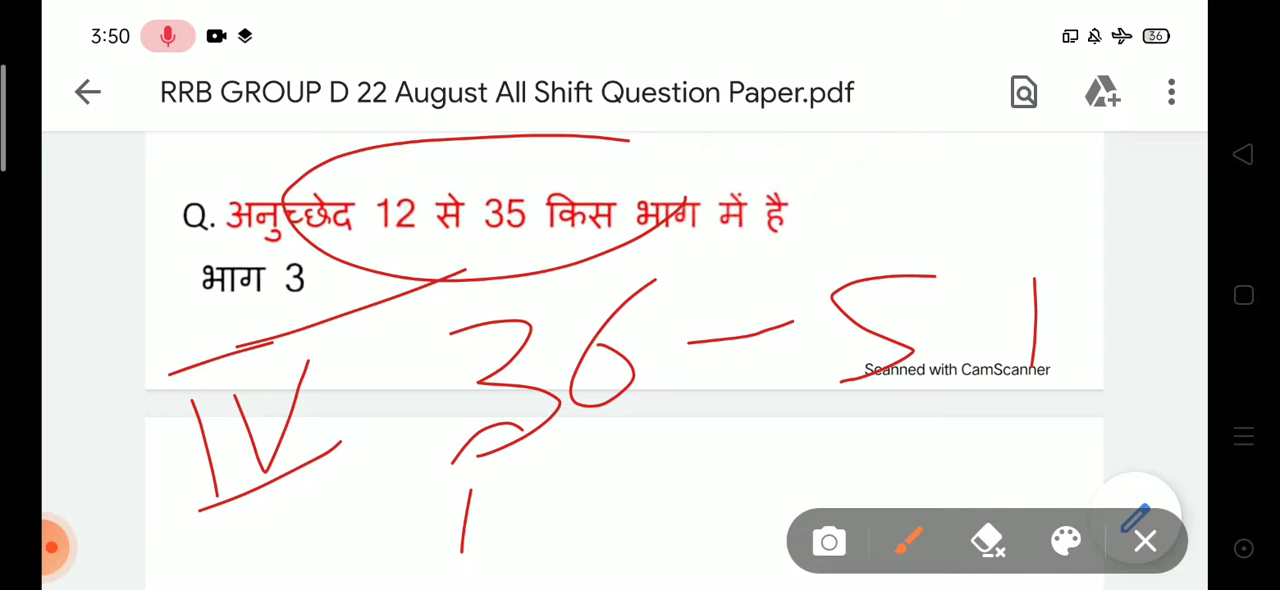 3:50
36
RRB GROUP D 22 August All Shift Question Paper.pdf
Q. अनुच्छेद 12 से 35 किस भाग में है
भाग 3
36 - 51
Scanned with CamScanner
IV